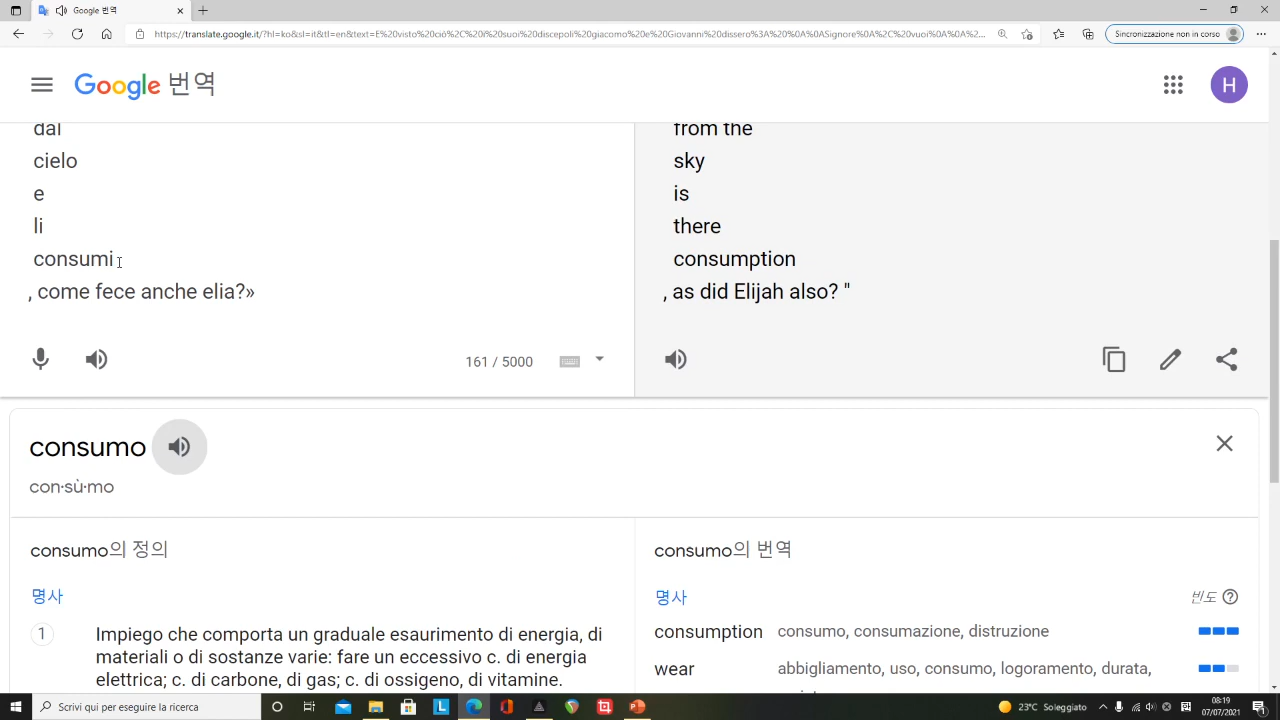 Google 번역
https://translate.google.it/?hl=ko&sl=it&tl=en&text=E%20visto%20ciò%2C%20i%20suoi%20discepoli%20giacomo%20e%20Giovanni%20dissero%3A%20%0A%0ASignore%0A%2C%20vuoi%0A%0A%2...
Sincronizzazione non in corso
Google 번역
H
dal
cielo
e
li
consumi
, come fece anche elia?»
161 / 5000
from the
sky
is
there
consumption
, as did Elijah also? "
consumo
con·sù·mo
consumo의 정의
명사
1
Impiego che comporta un graduale esaurimento di energia, di
materiali o di sostanze varie: fare un eccessivo c. di energia
elettrica; c. di carbone, di gas; c. di ossigeno, di vitamine.
consumo의 번역
명사
빈도
consumption consumo, consumazione, distruzione
wear abbigliamento, uso, consumo, logoramento, durata,
Scrivi qui per eseguire la ricerca
23°C Soleggiato
08:19
07/07/2021